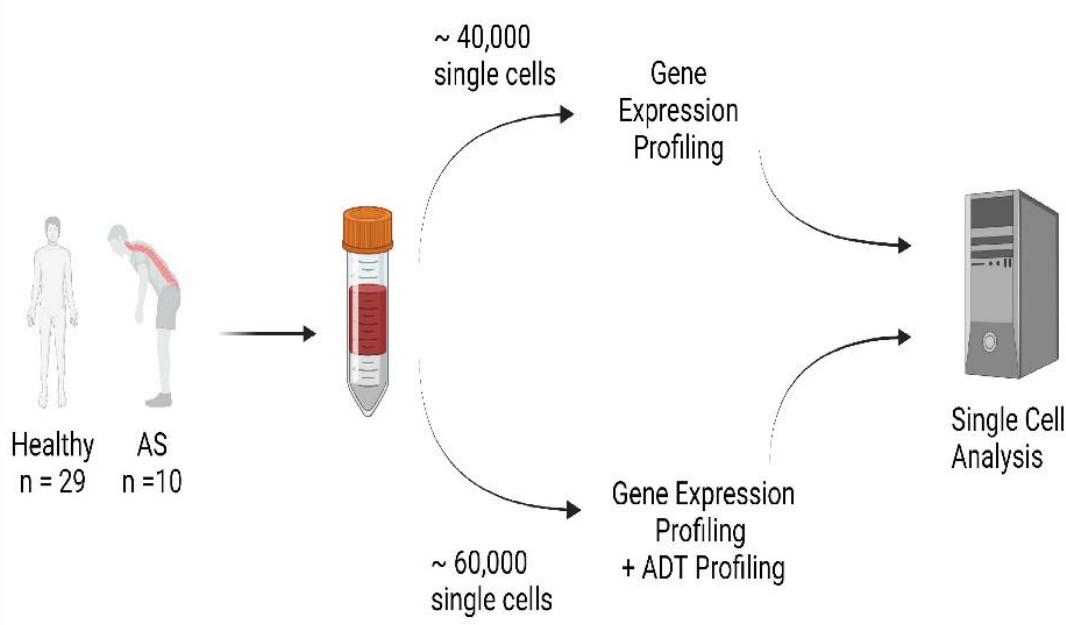 ~ 40,000
single cells
Gene
Expression
Profiling
Healthy
n = 29
AS
n =10
Single Cell
Analysis
Gene Expression
Profiling
+ ADT Profiling
~ 60,000
single cells